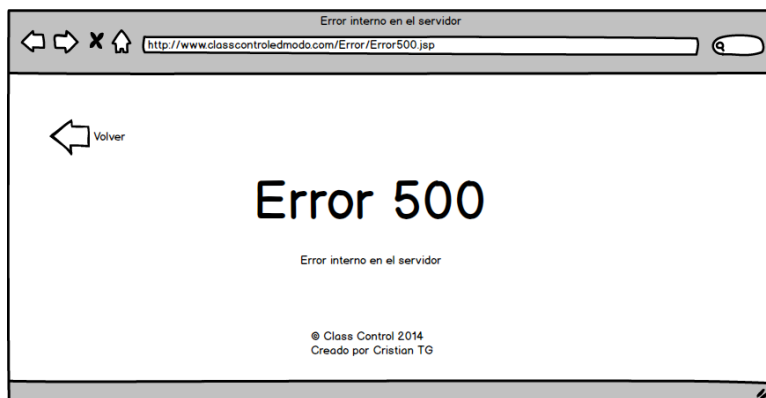 Error interno en el servidor
http://www.classcontroledmodo.com/Error/Error500.jsp
Volver
Error 500
Error interno en el servidor
© Class Control 2014
Creado por Cristian TG